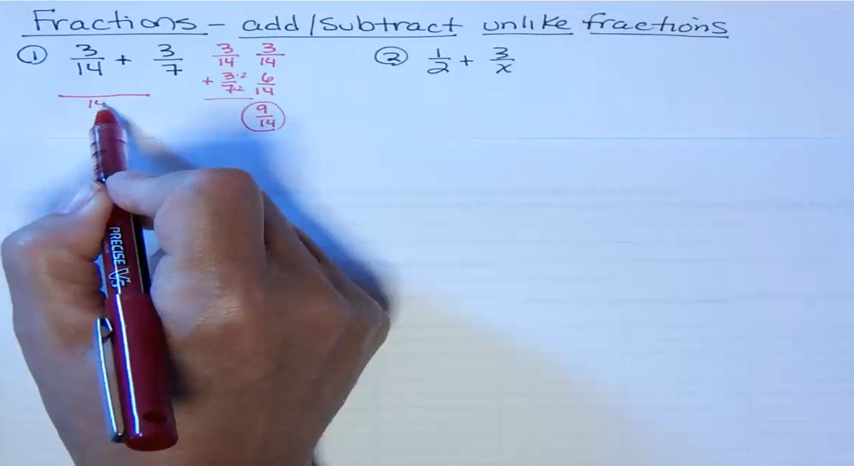 Fractions - add/subtract unlike fractions
① 3/14 + 3/7
3/14 3/14
+ 3·2/7·2 6/14
9/14
14
② 1/2 + 3/x
PRECISE V5